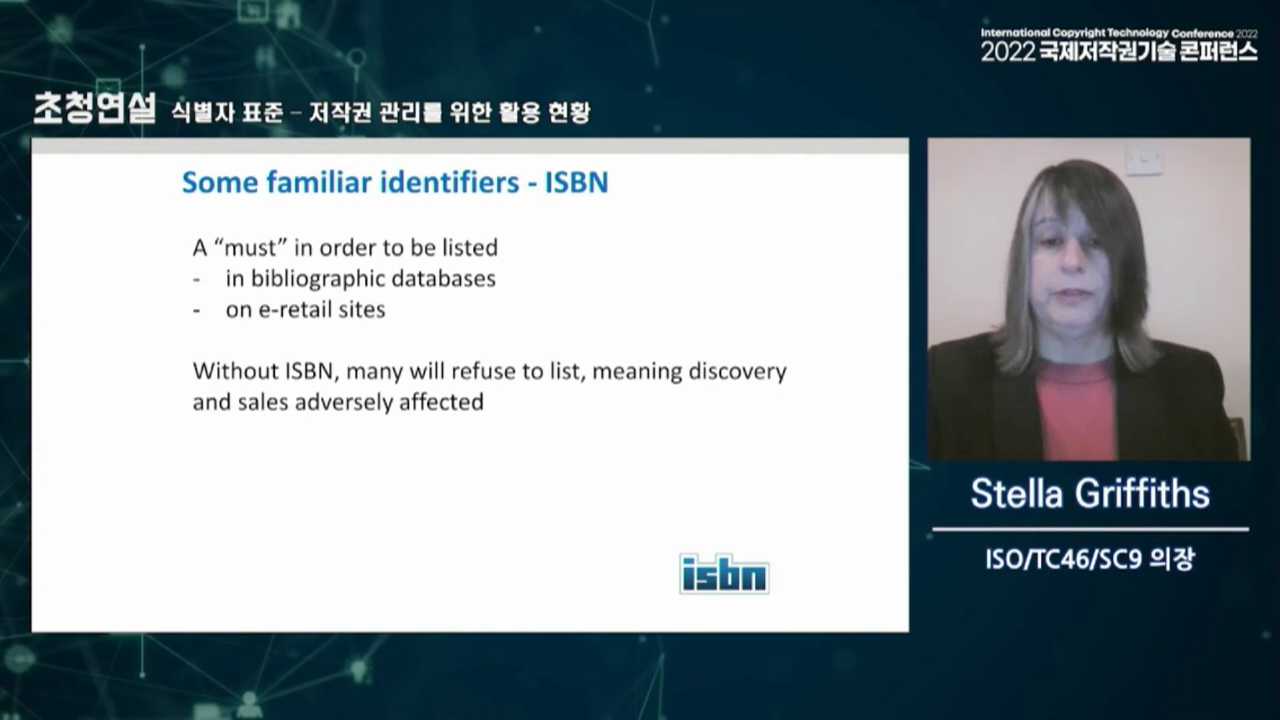 International Copyright Technology Conference 2022
2022 국제저작권기술 콘퍼런스
초청연설 식별자 표준 – 저작권 관리를 위한 활용 현황
Some familiar identifiers - ISBN
A “must” in order to be listed
- in bibliographic databases
- on e-retail sites
Without ISBN, many will refuse to list, meaning discovery
and sales adversely affected
isbn
Stella Griffiths
ISO/TC46/SC9 의장